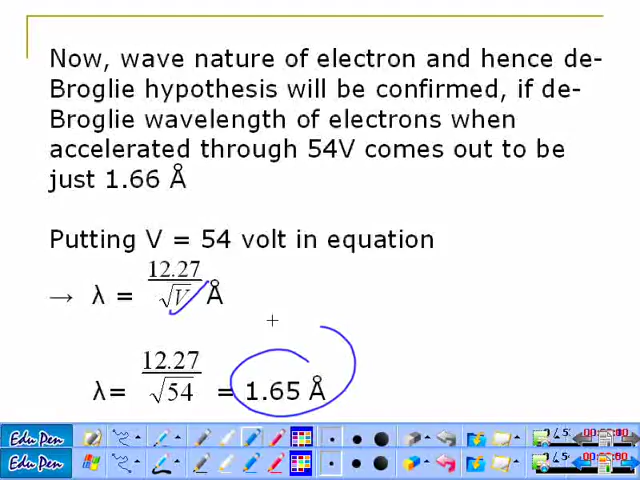 Now, wave nature of electron and hence de-
Broglie hypothesis will be confirmed, if de-
Broglie wavelength of electrons when
accelerated through 54V comes out to be
just 1.66 Å
Putting V = 54 volt in equation
→ λ = 12.27/√V Å
λ= 12.27/√54 = 1.65 Å
Edu Pen
Edu Pen